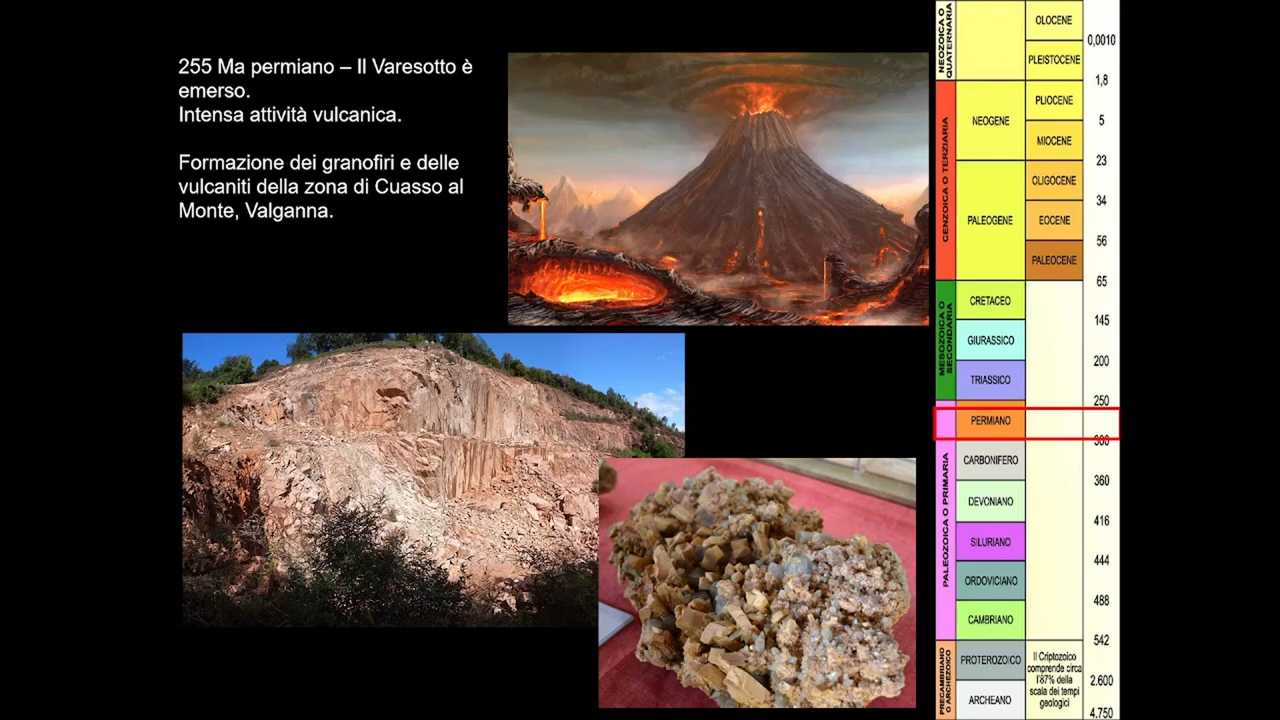 255 Ma permiano – Il Varesotto è
emerso.
Intensa attività vulcanica.
Formazione dei granofiri e delle
vulcaniti della zona di Cuasso al
Monte, Valganna.
NEOZOICA O
QUATERNARIA
OLOCENE
0,0010
PLEISTOCENE
1,8
CENZOICA O TERZIARIA
NEOGENE
PLIOCENE
5
MIOCENE
23
PALEOGENE
OLIGOCENE
34
EOCENE
56
PALEOCENE
65
MESOZOICA O
SECONDARIA
CRETACEO
145
GIURASSICO
200
TRIASSICO
250
PALEOZOICA O PRIMARIA
PERMIANO
300
CARBONIFERO
360
DEVONIANO
416
SILURIANO
444
ORDOVICIANO
488
CAMBRIANO
542
PRECAMBRIANO
O ARCHEZOICO
PROTEROZOICO
Il Criptozoico
comprende circa
l'87% della
scala dei tempi
geologici
2.600
ARCHEANO
4.750